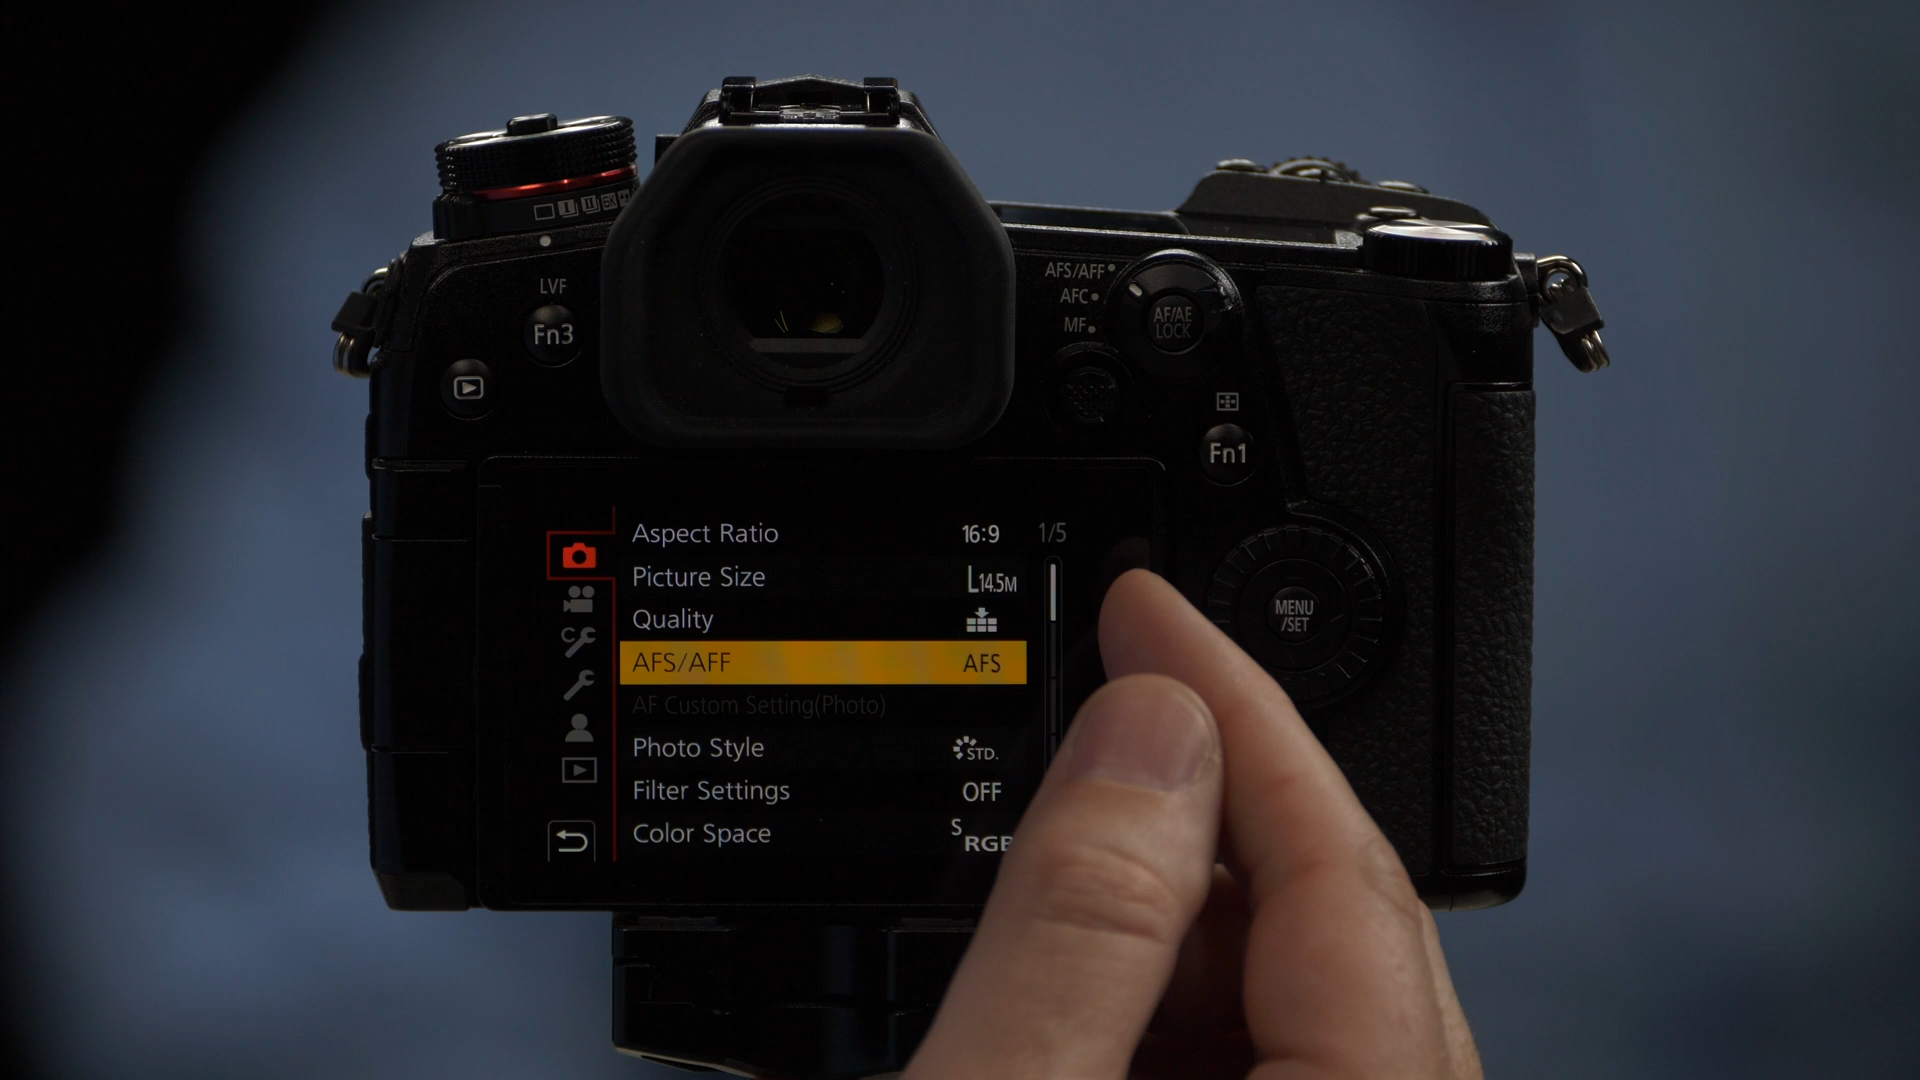 6K
LVF
Fn3
AFS/AFF
AFC
MF
AF/AE
LOCK
Fn1
MENU
/SET
Aspect Ratio 16:9 1/5
Picture Size L14.5M
Quality
AFS/AFF AFS
AF Custom Setting(Photo)
Photo Style STD.
Filter Settings OFF
Color Space sRGB